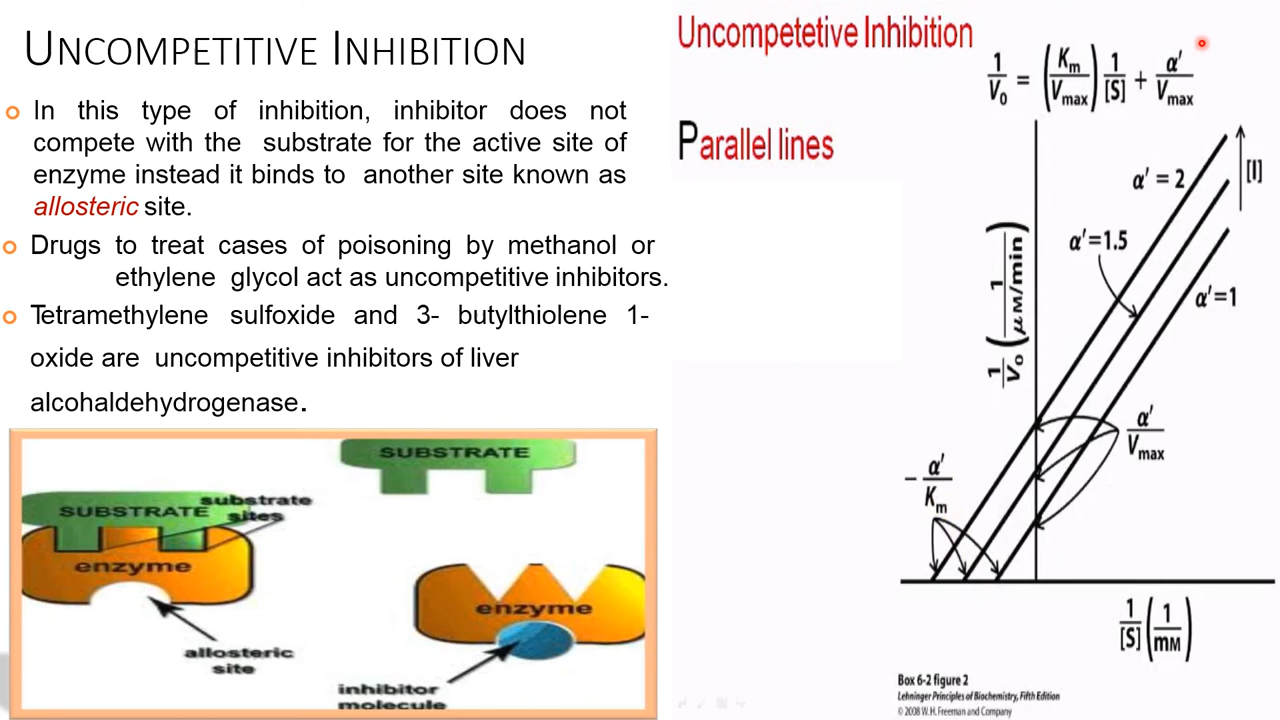 UNCOMPETITIVE INHIBITION
In this type of inhibition, inhibitor does not
compete with the substrate for the active site of
enzyme instead it binds to another site known as
allosteric site.
Drugs to treat cases of poisoning by methanol or
ethylene glycol act as uncompetitive inhibitors.
Tetramethylene sulfoxide and 3- butylthiolene 1-
oxide are uncompetitive inhibitors of liver
alcohaldehydrogenase.
SUBSTRATE
substrate
sites
SUBSTRATE
enzyme
allosteric
site
enzyme
inhibitor
molecule
Uncompetetive Inhibition
1/V₀ = (Kₘ/Vmax) 1/[S] + α′/Vmax
Parallel lines
α′ = 2
[I]
α′=1.5
α′=1
1/V₀ (1/μM/min)
α′/Vmax
− α′/Kₘ
1/[S] (1/mM)
Box 6-2 figure 2
Lehninger Principles of Biochemistry, Fifth Edition
© 2008 W. H. Freeman and Company